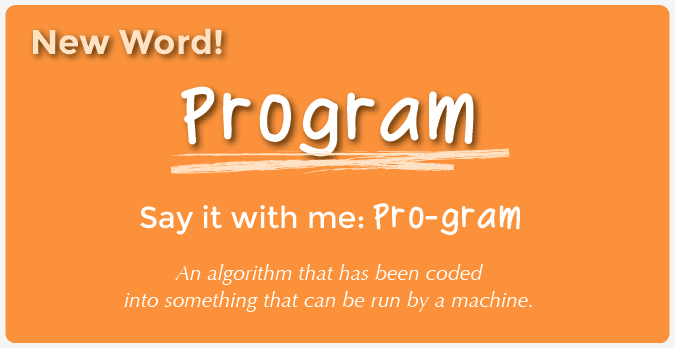 New Word!
Program
Say it with me: Pro-gram
An algorithm that has been coded
into something that can be run by a machine.